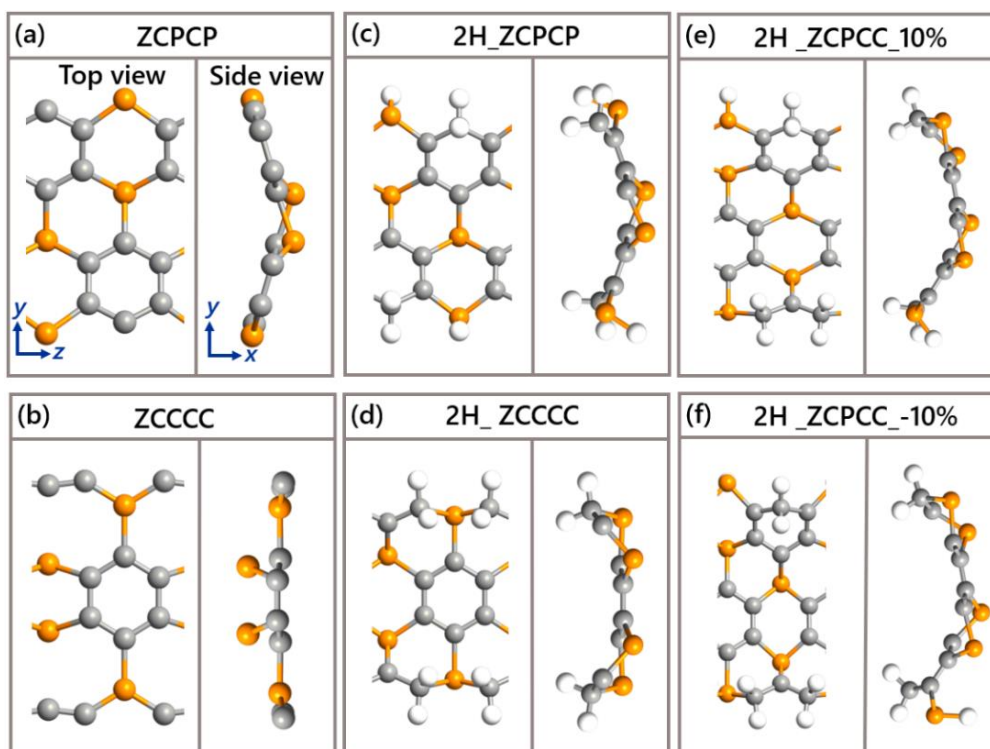 (a) ZCPCP
Top view Side view
y
z
y
x
(b) ZCCCC
(c) 2H_ZCPCP
(d) 2H_ ZCCCC
(e) 2H _ZCPCC_10%
(f) 2H _ZCPCC_-10%